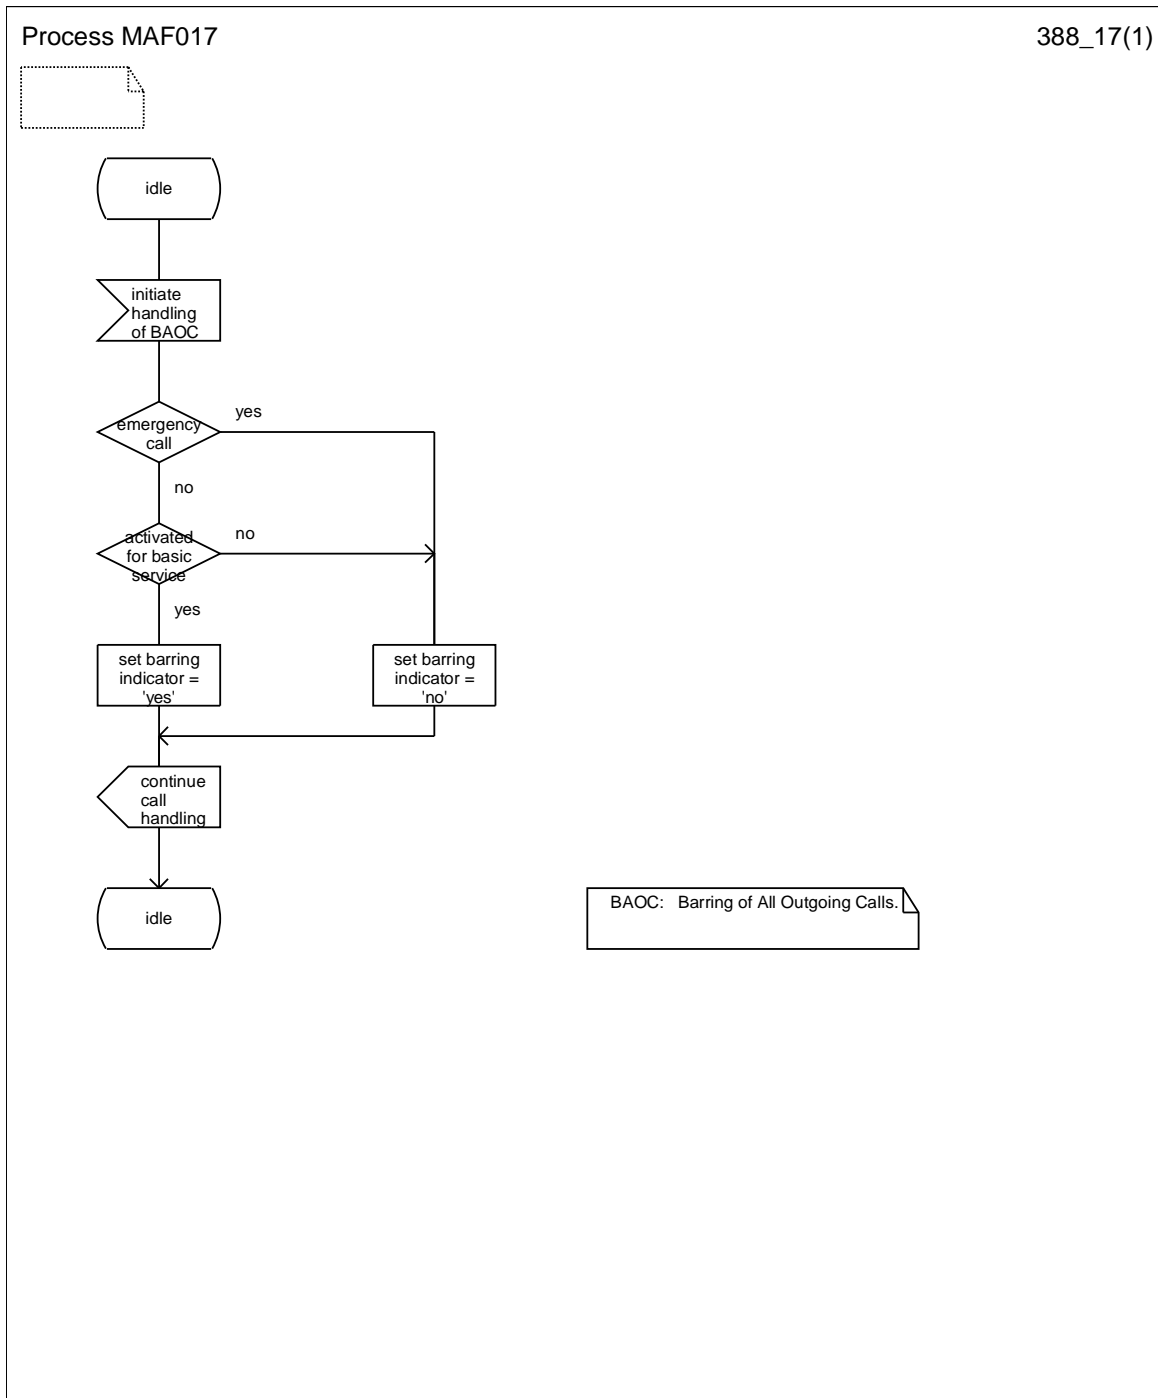 Process MAF017
388_17(1)
idle
initiate
handling
of BAOC
emergency
call
yes
no
activated
for basic
service
no
yes
set barring
indicator =
'yes'
set barring
indicator =
'no'
continue
call
handling
idle
BAOC: Barring of All Outgoing Calls.